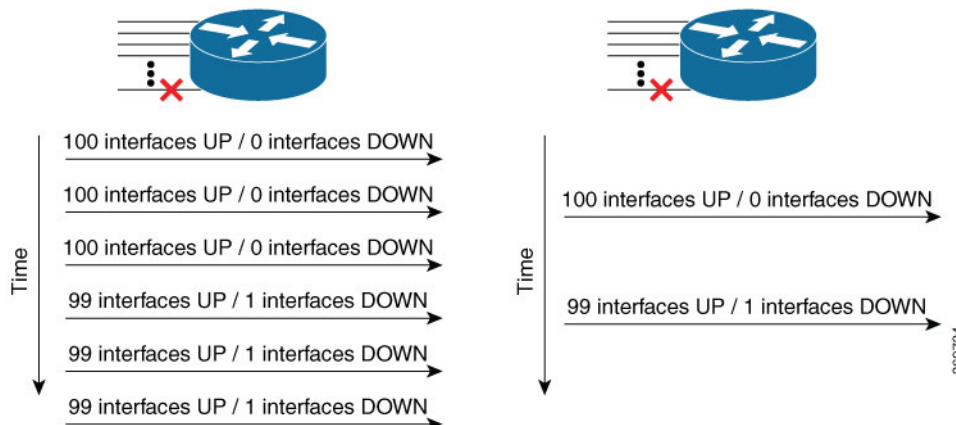 100 interfaces UP / 0 interfaces DOWN
100 interfaces UP / 0 interfaces DOWN
100 interfaces UP / 0 interfaces DOWN
99 interfaces UP / 1 interfaces DOWN
99 interfaces UP / 1 interfaces DOWN
99 interfaces UP / 1 interfaces DOWN
Time
100 interfaces UP / 0 interfaces DOWN
99 interfaces UP / 1 interfaces DOWN
Time